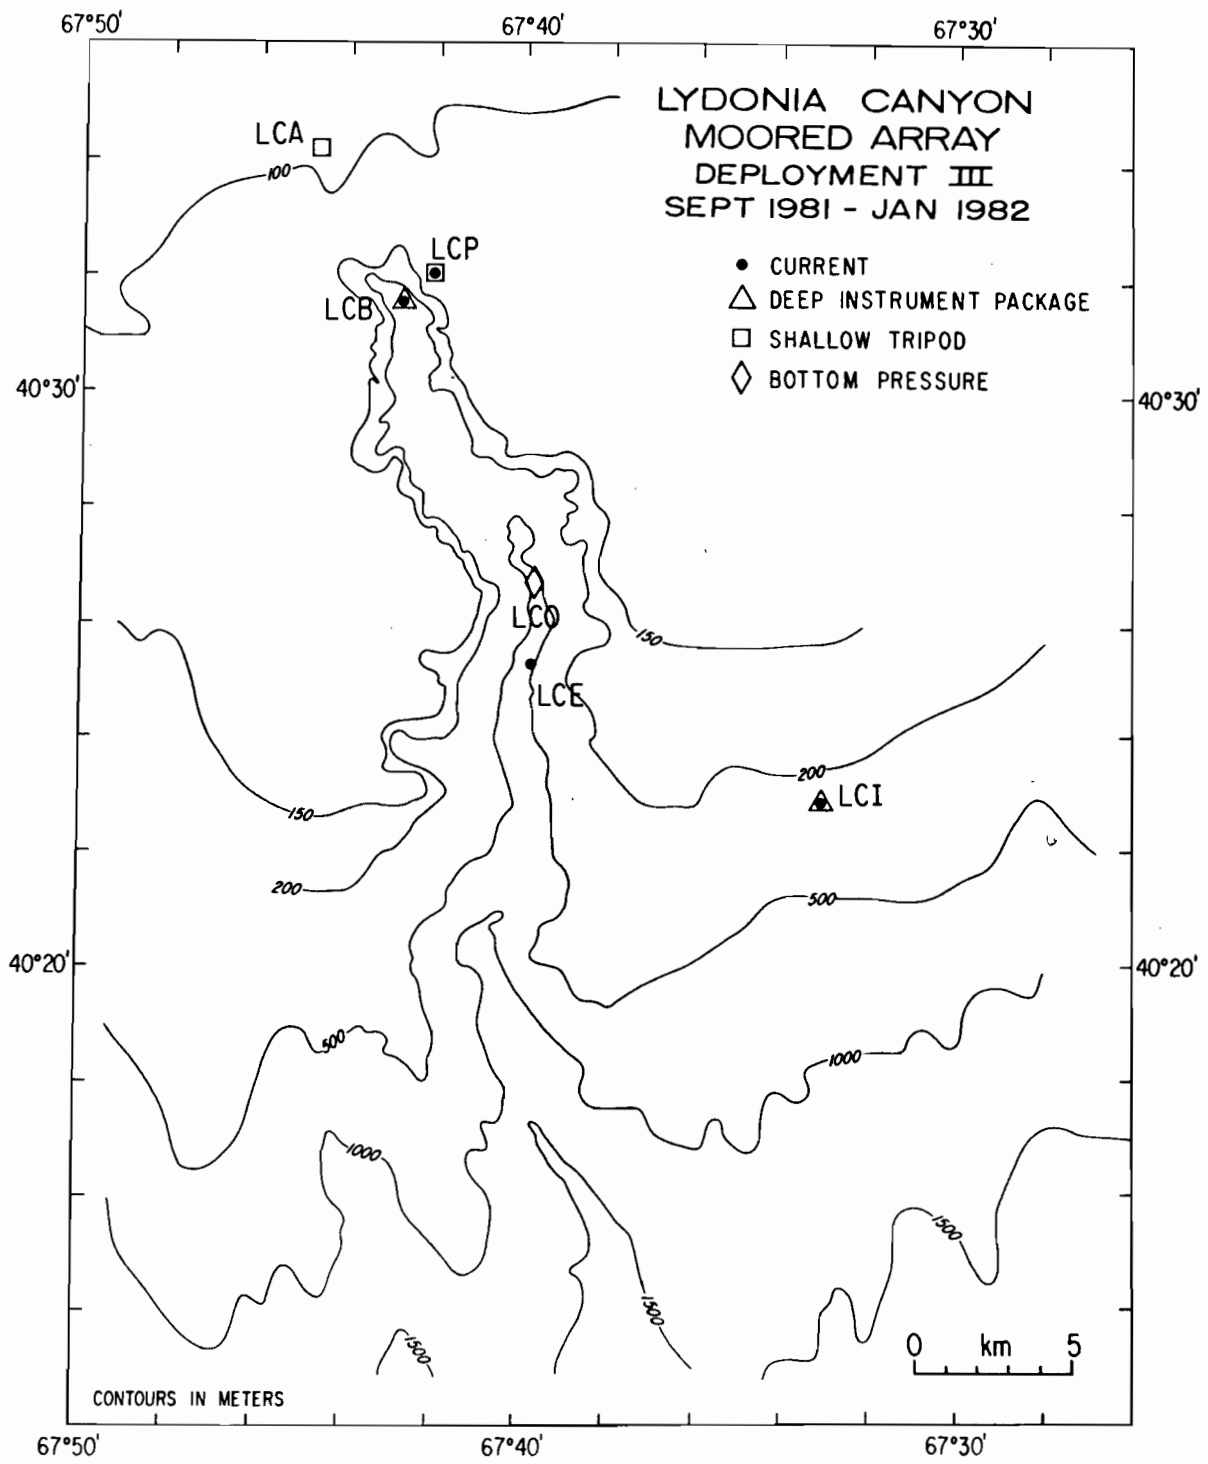 67°50'
67°40'
67°30'
LYDONIA CANYON
MOORED ARRAY
DEPLOYMENT III
SEPT 1981 - JAN 1982
LCA
100
LCP
LCB
CURRENT
DEEP INSTRUMENT PACKAGE
SHALLOW TRIPOD
BOTTOM PRESSURE
40°30'
40°30'
LCO
150
LCE
200
LCI
150
200
500
40°20'
40°20'
500
1000
1000
1500
1500
1500
0 km 5
CONTOURS IN METERS
67°50'
67°40'
67°30'